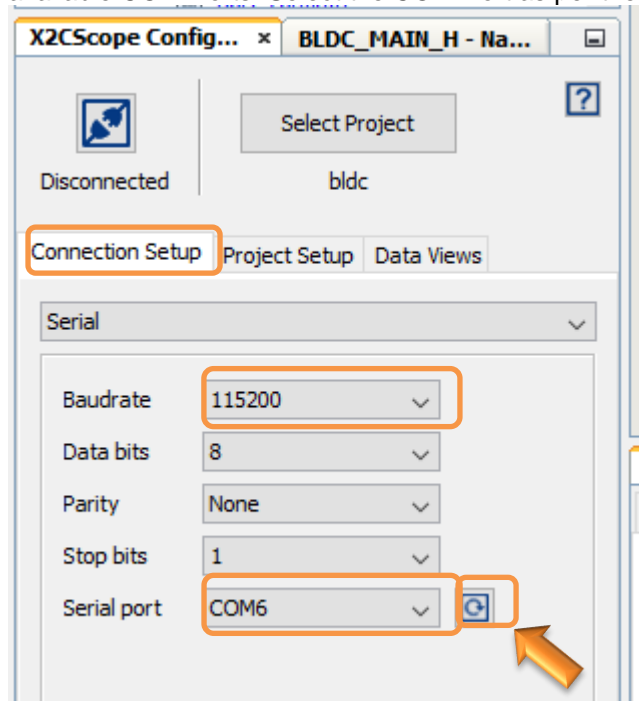 X2CScope Config... × BLDC_MAIN_H - Na...
Select Project
?
Disconnected
bldc
Connection Setup Project Setup Data Views
Serial
Baudrate 115200
Data bits 8
Parity None
Stop bits 1
Serial port COM6